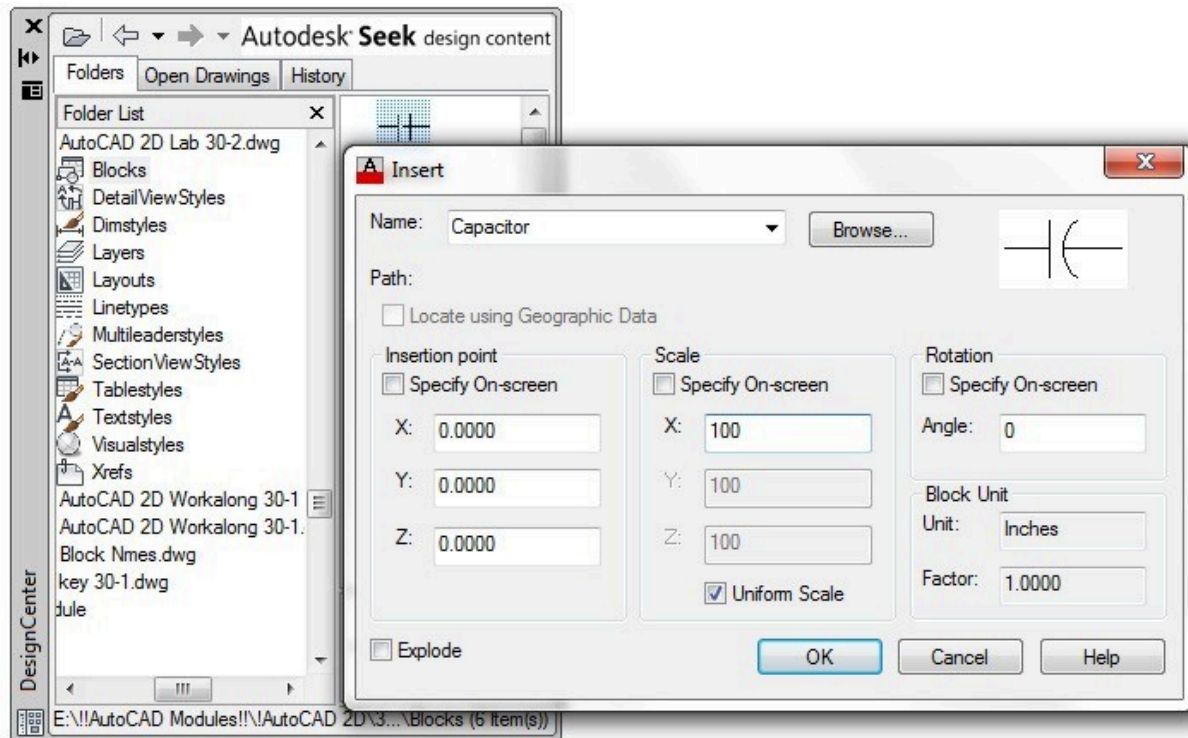 Autodesk Seek design content
Folders
Open Drawings
History
Folder List
AutoCAD 2D Lab 30-2.dwg
Blocks
DetailViewStyles
Dimstyles
Layers
Layouts
Linetypes
Multileaderstyles
SectionViewStyles
Tablestyles
Textstyles
Visualstyles
Xrefs
AutoCAD 2D Workalong 30-1
AutoCAD 2D Workalong 30-1.
Block Nmes.dwg
key 30-1.dwg
dule
DesignCenter
E:\!!AutoCAD Modules!!\!AutoCAD 2D\3...\Blocks (6 Item(s))
Insert
Name:
Capacitor
Browse...
Path:
Locate using Geographic Data
Insertion point
Specify On-screen
X: 0.0000
Y: 0.0000
Z: 0.0000
Scale
Specify On-screen
X: 100
Y: 100
Z: 100
Uniform Scale
Rotation
Specify On-screen
Angle: 0
Block Unit
Unit: Inches
Factor: 1.0000
Explode
OK
Cancel
Help